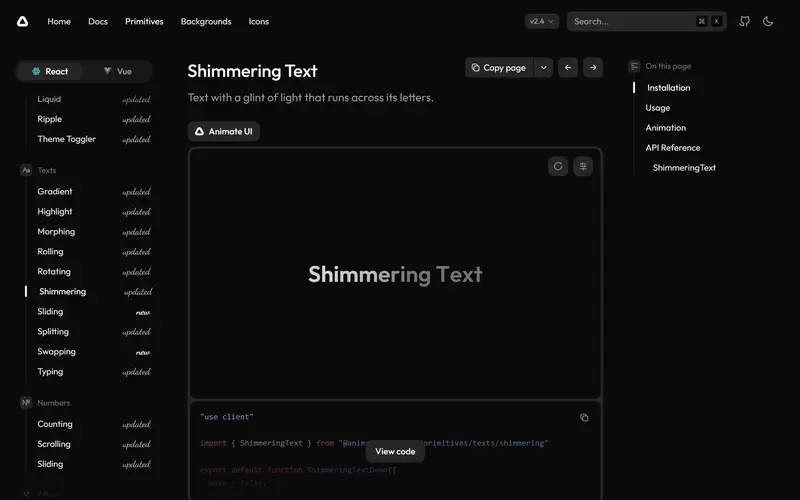 Home
Docs
Primitives
Backgrounds
Icons
v2.4
Search...
⌘
K
React
Vue
Liquid updated
Ripple updated
Theme Toggler updated
Aa Texts
Gradient updated
Highlight updated
Morphing updated
Rolling updated
Rotating updated
Shimmering updated
Sliding new
Splitting updated
Swapping new
Typing updated
Numbers
Counting updated
Scrolling updated
Sliding updated
Shimmering Text
Copy page
Text with a glint of light that runs across its letters.
Animate UI
Shimmering Text
"use client"
import { ShimmeringText } from "@anim primitives/texts/shimmering"
View code
export default function ShimmeringTextDemo({
wave = false,
On this page
Installation
Usage
Animation
API Reference
ShimmeringText